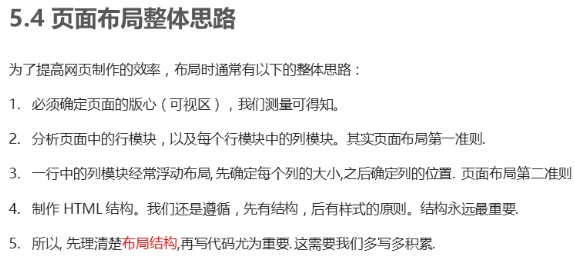 5.4 页面布局整体思路
为了提高网页制作的效率，布局时通常有以下的整体思路：
1. 必须确定页面的版心（可视区），我们测量可得知。
2. 分析页面中的行模块，以及每个行模块中的列模块。其实页面布局第一准则.
3. 一行中的列模块经常浮动布局, 先确定每个列的大小,之后确定列的位置. 页面布局第二准则
4. 制作 HTML 结构。我们还是遵循，先有结构，后有样式的原则。结构永远最重要.
5. 所以, 先理清楚布局结构,再写代码尤为重要. 这需要我们多写多积累.